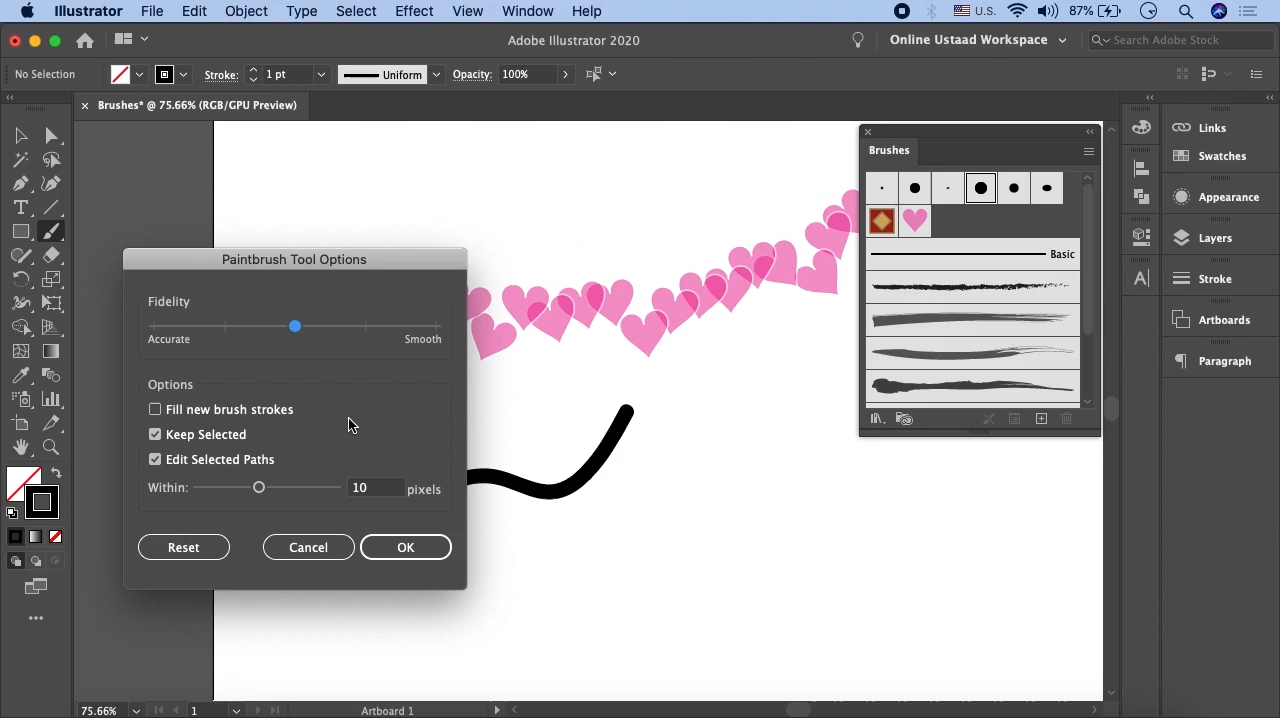 Illustrator File Edit Object Type Select Effect View Window Help U.S. 87%
Adobe Illustrator 2020 Online Ustaad Workspace Search Adobe Stock
No Selection Stroke: 1 pt Uniform Opacity: 100%
Brushes* @ 75.66% (RGB/GPU Preview)
Brushes
Basic
Links
Swatches
Appearance
Layers
Stroke
Artboards
Paragraph
Paintbrush Tool Options
Fidelity
Accurate Smooth
Options
Fill new brush strokes
Keep Selected
Edit Selected Paths
Within: 10 pixels
Reset Cancel OK
75.66% 1 Artboard 1